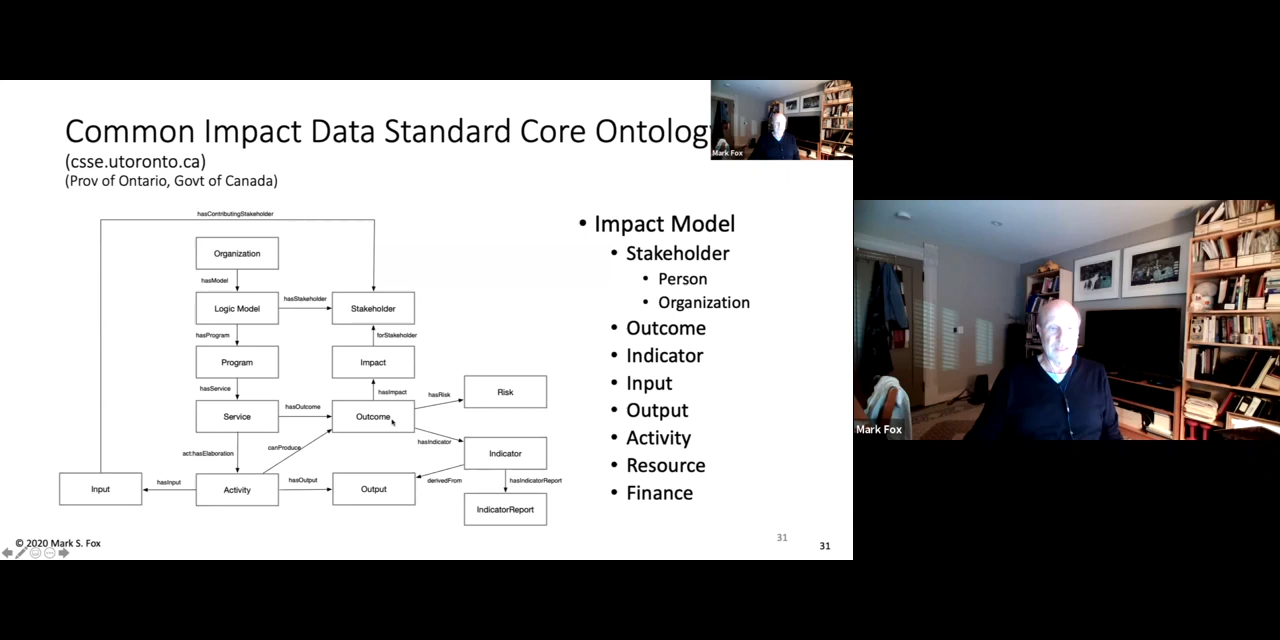 Common Impact Data Standard Core Ontolog
(csse.utoronto.ca)
(Prov of Ontario, Govt of Canada)
Mark Fox
hasContributingStakeholder
Organization
hasModel
hasStakeholder
Logic Model
Stakeholder
hasProgram
forStakeholder
Program
Impact
hasService
hasImpact
hasRisk
Risk
hasOutcome
Service
Outcome
hasIndicator
canProduce
act:hasElaboration
Indicator
hasInput
hasOutput
derivedFrom
hasIndicatorReport
Input
Activity
Output
IndicatorReport
• Impact Model
• Stakeholder
• Person
• Organization
• Outcome
• Indicator
• Input
• Output
• Activity
• Resource
• Finance
© 2020 Mark S. Fox
31
31
Mark Fox